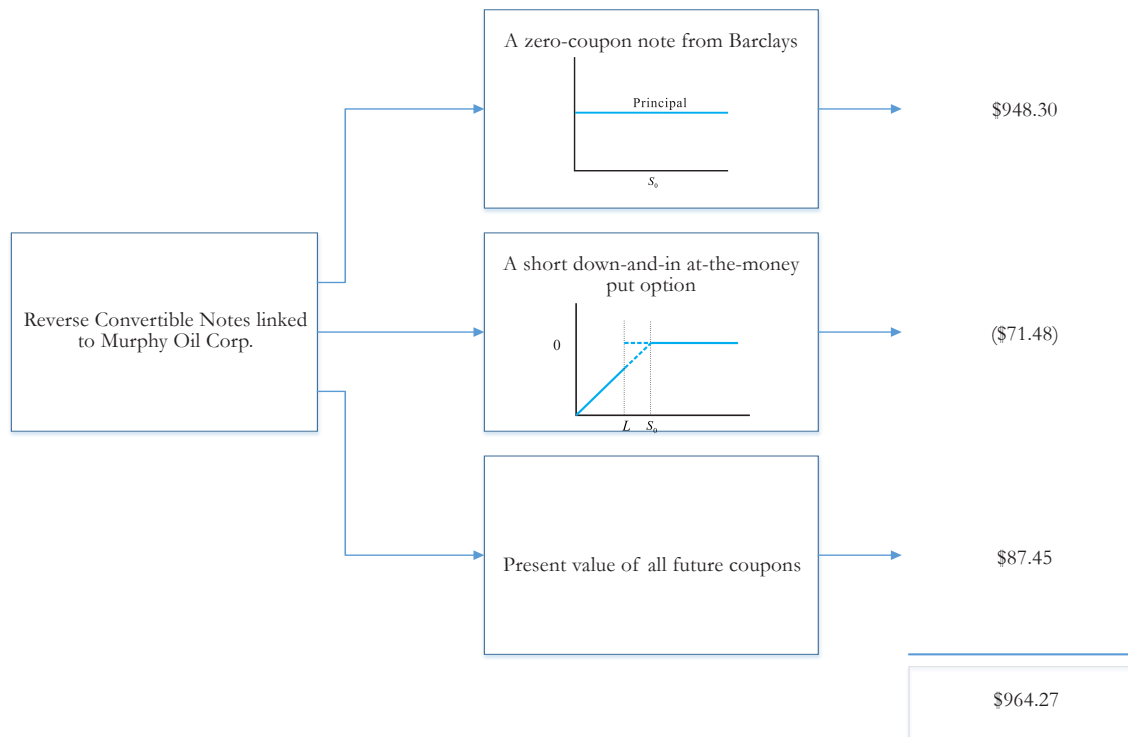 A zero-coupon note from Barclays
Principal
S₀
$948.30
Reverse Convertible Notes linked
to Murphy Oil Corp.
A short down-and-in at-the-money
put option
0
L S₀
($71.48)
Present value of all future coupons
$87.45
$964.27